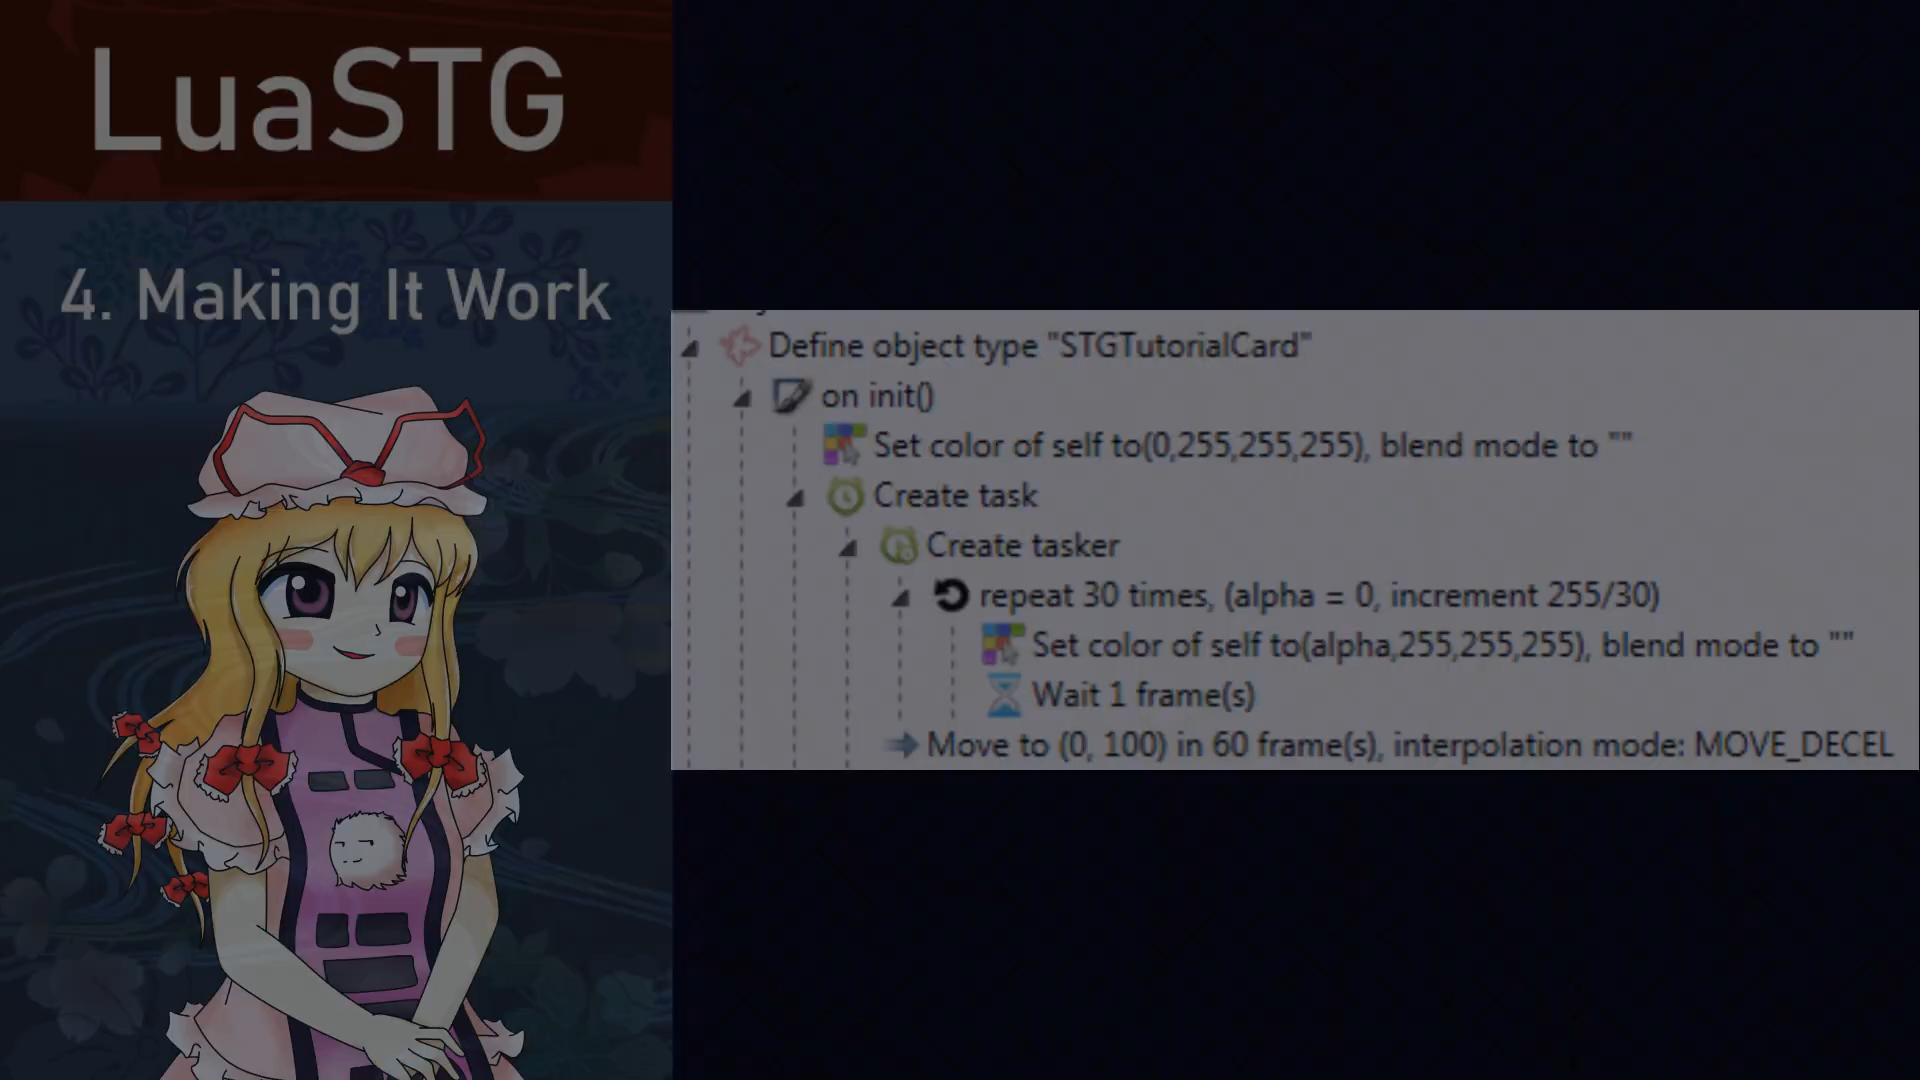 LuaSTG
4. Making It Work
Define object type "STGTutorialCard"
on init()
Set color of self to(0,255,255,255), blend mode to ""
Create task
Create tasker
repeat 30 times, (alpha = 0, increment 255/30)
Set color of self to(alpha,255,255,255), blend mode to ""
Wait 1 frame(s)
Move to (0, 100) in 60 frame(s), interpolation mode: MOVE_DECEL